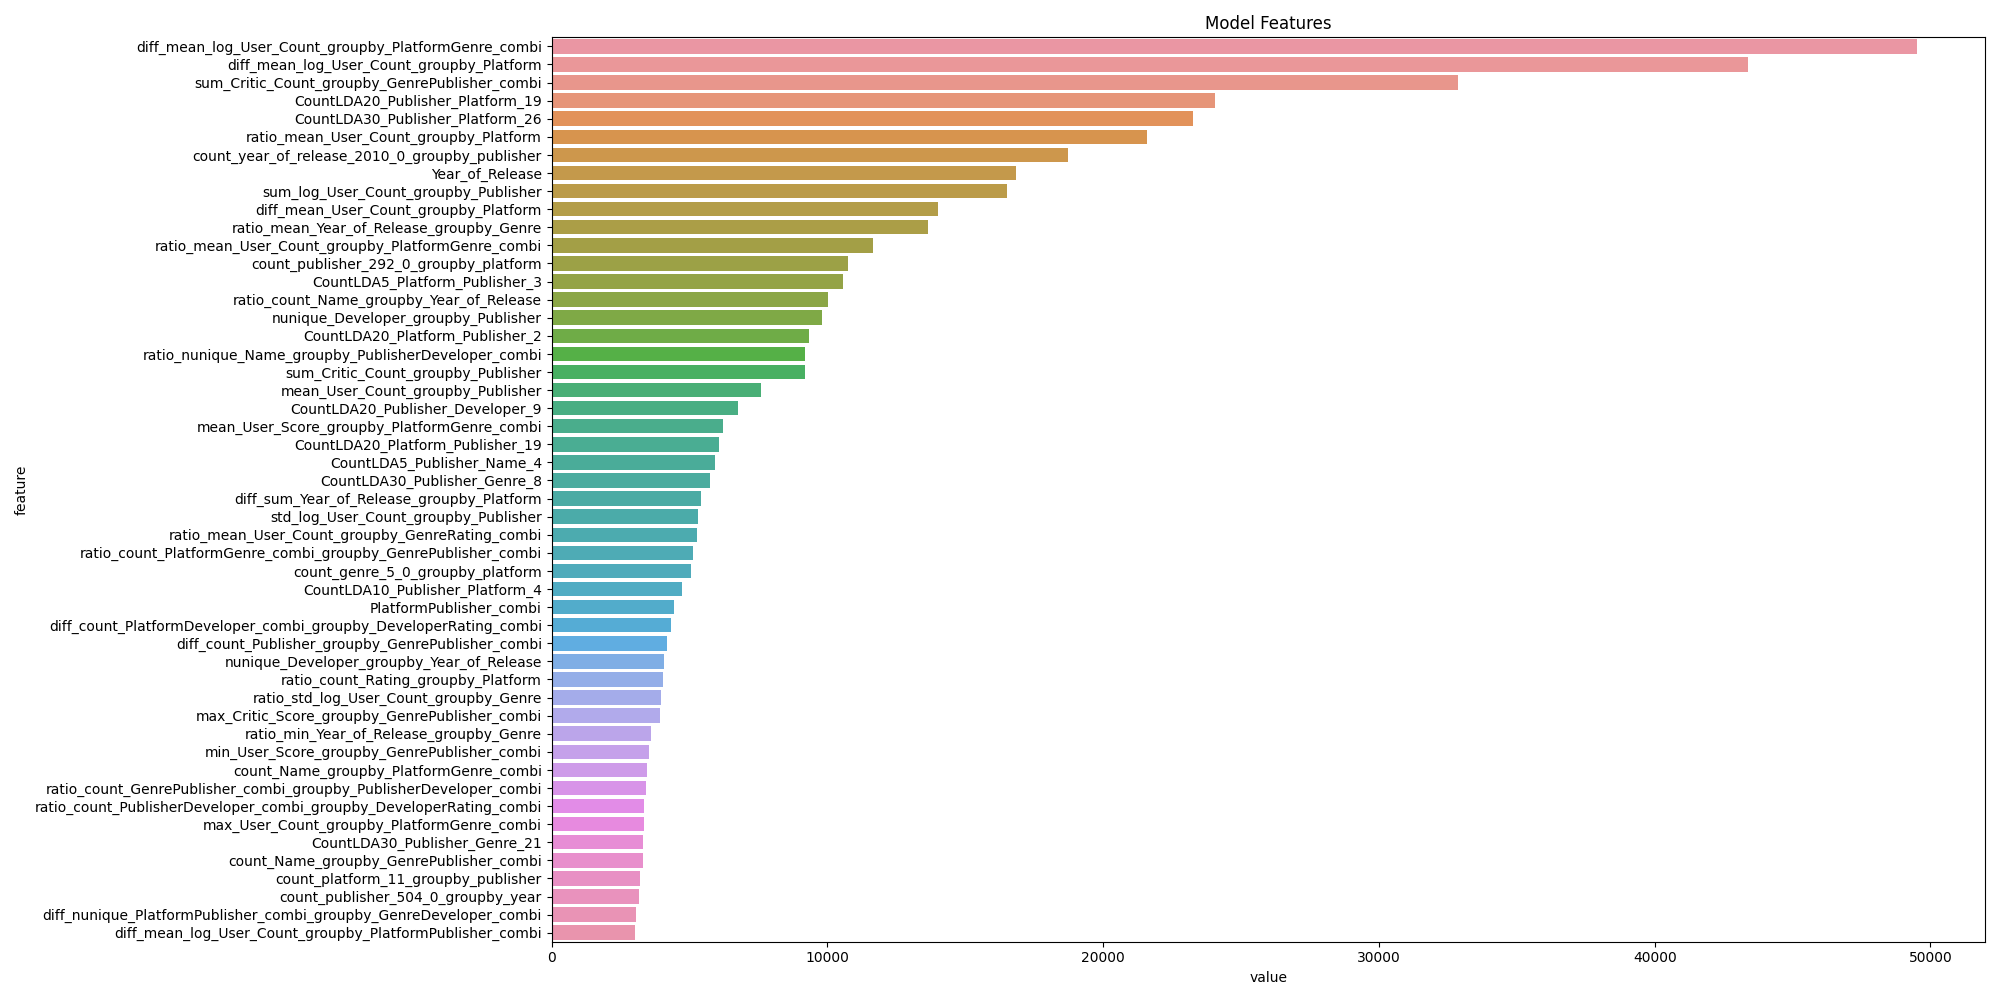 Model Features
diff_mean_log_User_Count_groupby_PlatformGenre_combi
diff_mean_log_User_Count_groupby_Platform
sum_Critic_Count_groupby_GenrePublisher_combi
CountLDA20_Publisher_Platform_19
CountLDA30_Publisher_Platform_26
ratio_mean_User_Count_groupby_Platform
count_year_of_release_2010_0_groupby_publisher
Year_of_Release
sum_log_User_Count_groupby_Publisher
diff_mean_User_Count_groupby_Platform
ratio_mean_Year_of_Release_groupby_Genre
ratio_mean_User_Count_groupby_PlatformGenre_combi
count_publisher_292_0_groupby_platform
CountLDA5_Platform_Publisher_3
ratio_count_Name_groupby_Year_of_Release
nunique_Developer_groupby_Publisher
CountLDA20_Platform_Publisher_2
ratio_nunique_Name_groupby_PublisherDeveloper_combi
sum_Critic_Count_groupby_Publisher
mean_User_Count_groupby_Publisher
CountLDA20_Publisher_Developer_9
mean_User_Score_groupby_PlatformGenre_combi
CountLDA20_Platform_Publisher_19
CountLDA5_Publisher_Name_4
CountLDA30_Publisher_Genre_8
diff_sum_Year_of_Release_groupby_Platform
std_log_User_Count_groupby_Publisher
ratio_mean_User_Count_groupby_GenreRating_combi
ratio_count_PlatformGenre_combi_groupby_GenrePublisher_combi
count_genre_5_0_groupby_platform
CountLDA10_Publisher_Platform_4
PlatformPublisher_combi
diff_count_PlatformDeveloper_combi_groupby_DeveloperRating_combi
diff_count_Publisher_groupby_GenrePublisher_combi
nunique_Developer_groupby_Year_of_Release
ratio_count_Rating_groupby_Platform
ratio_std_log_User_Count_groupby_Genre
max_Critic_Score_groupby_GenrePublisher_combi
ratio_min_Year_of_Release_groupby_Genre
min_User_Score_groupby_GenrePublisher_combi
count_Name_groupby_PlatformGenre_combi
ratio_count_GenrePublisher_combi_groupby_PublisherDeveloper_combi
ratio_count_PublisherDeveloper_combi_groupby_DeveloperRating_combi
max_User_Count_groupby_PlatformGenre_combi
CountLDA30_Publisher_Genre_21
count_Name_groupby_GenrePublisher_combi
count_platform_11_groupby_publisher
count_publisher_504_0_groupby_year
diff_nunique_PlatformPublisher_combi_groupby_GenreDeveloper_combi
diff_mean_log_User_Count_groupby_PlatformPublisher_combi
feature
0 10000 20000 30000 40000 50000
value